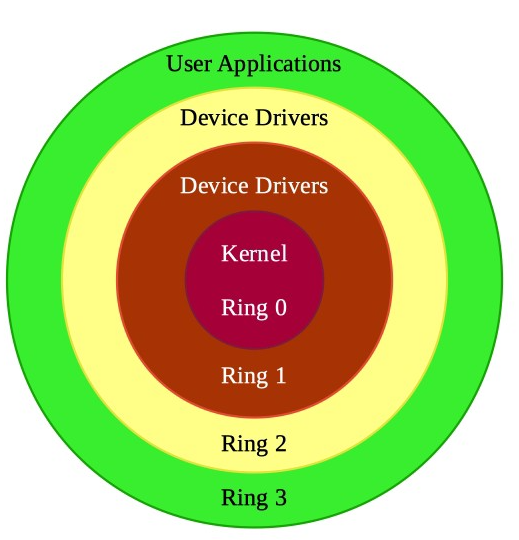 User Applications
Device Drivers
Device Drivers
Kernel
Ring 0
Ring 1
Ring 2
Ring 3